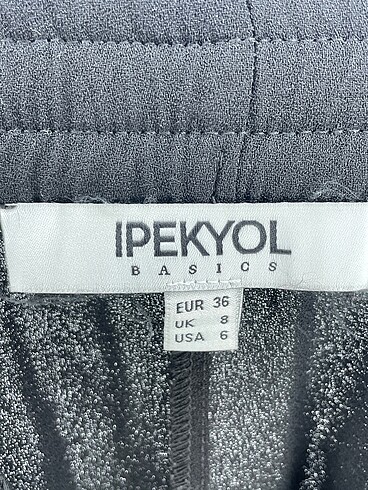 IPEKYOL
BASICS
EUR 36
UK 8
USA 6